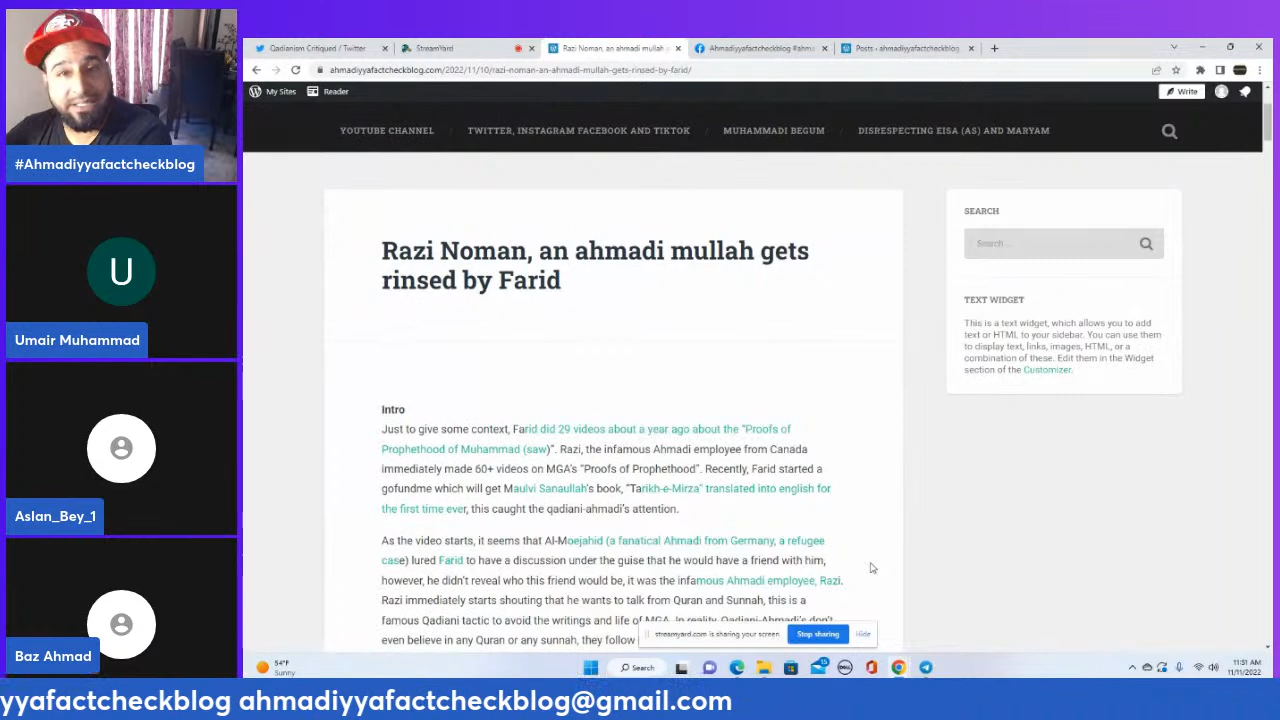 #Ahmadiyyafactcheckblog
U
Umair Muhammad
Aslan_Bey_1
Baz Ahmad
Qadianism Critiqued / Twitter
StreamYard
Razi Noman, an ahmadi mullah g
Ahmadiyyafactcheckblog #ahm
Posts ‹ ahmadiyyafactcheckblog
ahmadiyyafactcheckblog.com/2022/11/10/razi-noman-an-ahmadi-mullah-gets-rinsed-by-farid/
My Sites Reader Write
YOUTUBE CHANNEL / TWITTER, INSTAGRAM FACEBOOK AND TIKTOK / MUHAMMADI BEGUM / DISRESPECTING EISA (AS) AND MARYAM
Razi Noman, an ahmadi mullah gets
rinsed by Farid
Intro
Just to give some context, Farid did 29 videos about a year ago about the "Proofs of
Prophethood of Muhammad (saw)". Razi, the infamous Ahmadi employee from Canada
immediately made 60+ videos on MGA's "Proofs of Prophethood". Recently, Farid started a
gofundme which will get Maulvi Sanaullah's book, "Tarikh-e-Mirza" translated into english for
the first time ever, this caught the qadiani-ahmadi's attention.
As the video starts, it seems that Al-Moejahid (a fanatical Ahmadi from Germany, a refugee
case) lured Farid to have a discussion under the guise that he would have a friend with him,
however, he didn't reveal who this friend would be, it was the infamous Ahmadi employee, Razi.
Razi immediately starts shouting that he wants to talk from Quran and Sunnah, this is a
famous Qadiani tactic to avoid the writings and life of MGA. In reality, Qadiani-Ahmadi's don't
even believe in any Quran or any sunnah, they follow
SEARCH
Search …
TEXT WIDGET
This is a text widget, which allows you to add
text or HTML to your sidebar. You can use them
to display text, links, images, HTML, or a
combination of these. Edit them in the Widget
section of the Customizer.
streamyard.com is sharing your screen Stop sharing Hide
54°F
Sunny
Search
11:51 AM
11/11/2022
yyafactcheckblog ahmadiyyafactcheckblog@gmail.com